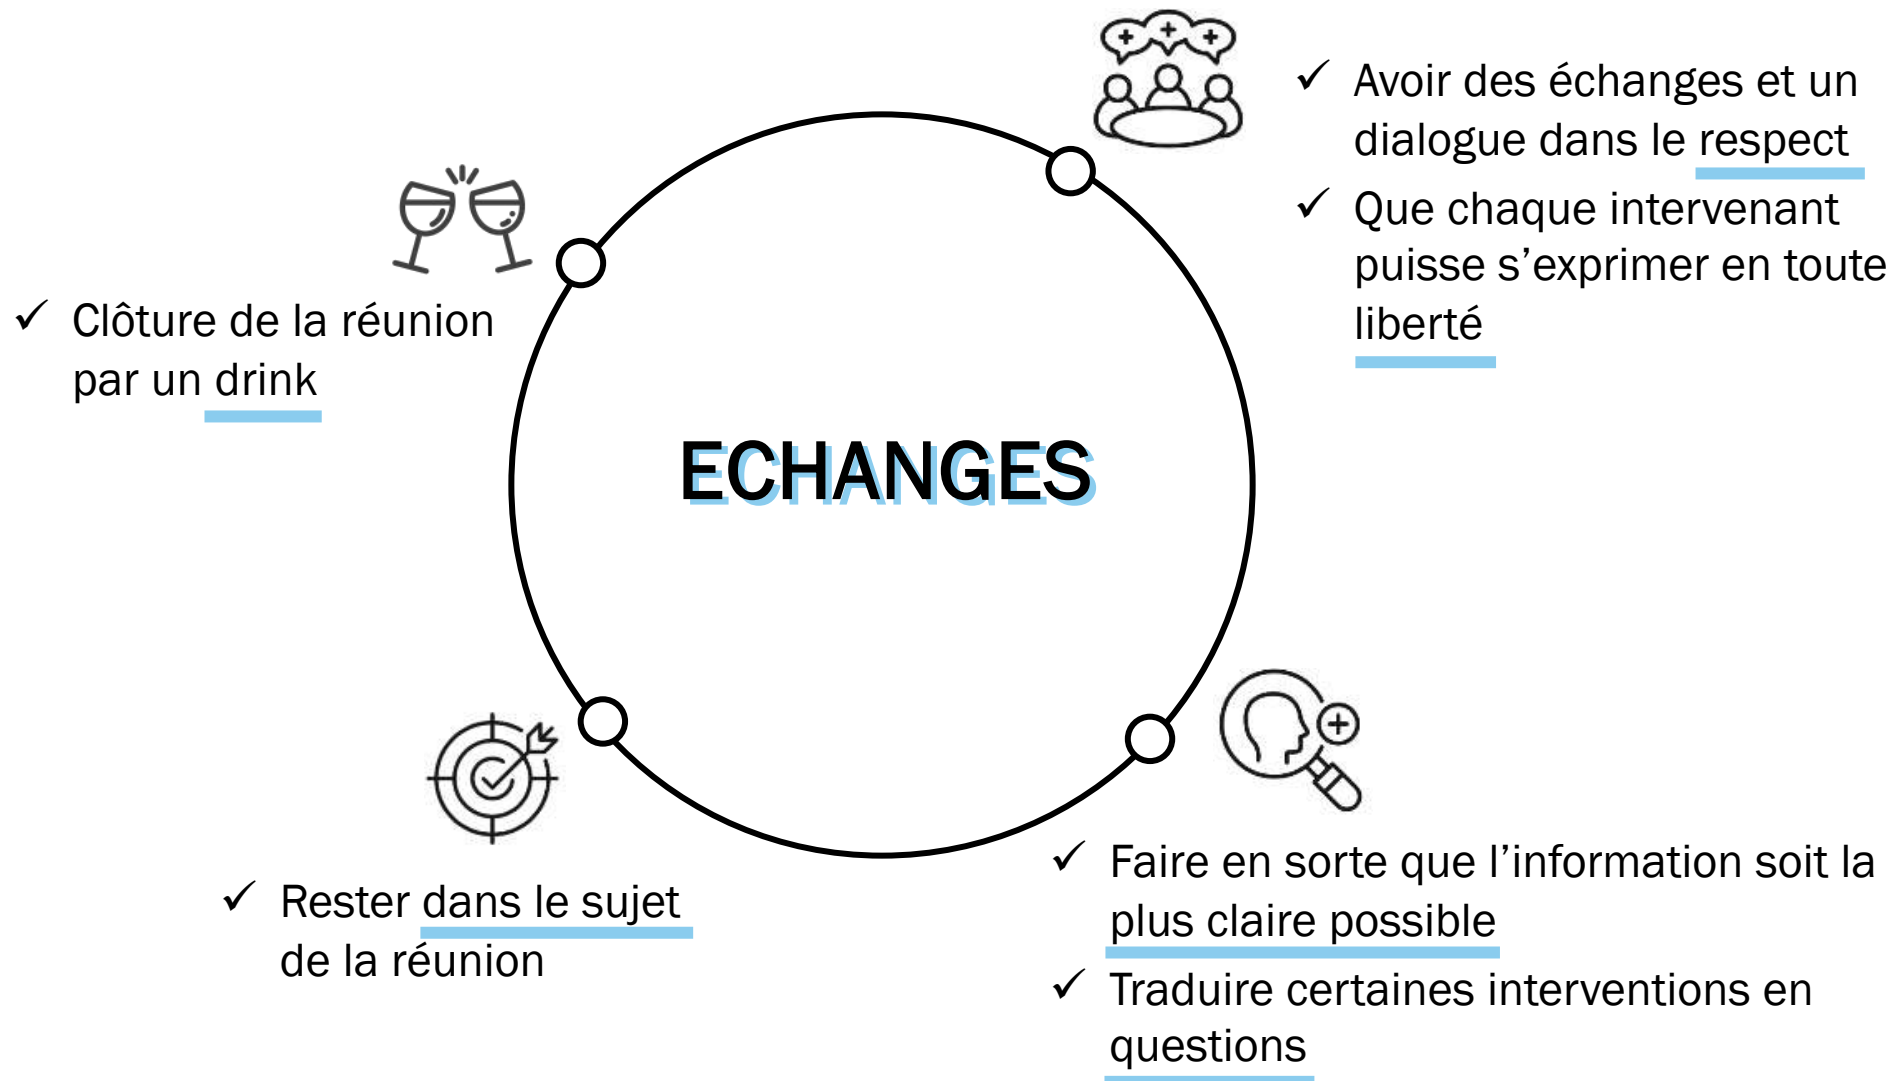 ✓ Avoir des échanges et un
dialogue dans le respect
✓ Que chaque intervenant
puisse s’exprimer en toute
liberté
✓ Clôture de la réunion
par un drink
ECHANGES
✓ Faire en sorte que l’information soit la
plus claire possible
✓ Traduire certaines interventions en
questions
✓ Rester dans le sujet
de la réunion